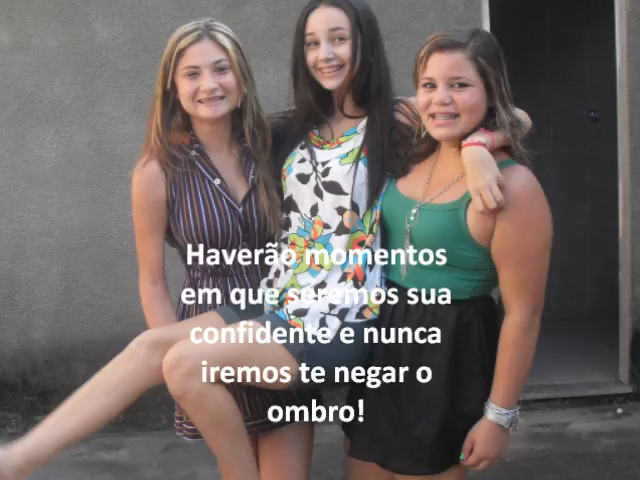 Haverão momentos
em que seremos sua
confidente e nunca
iremos te negar o
ombro!